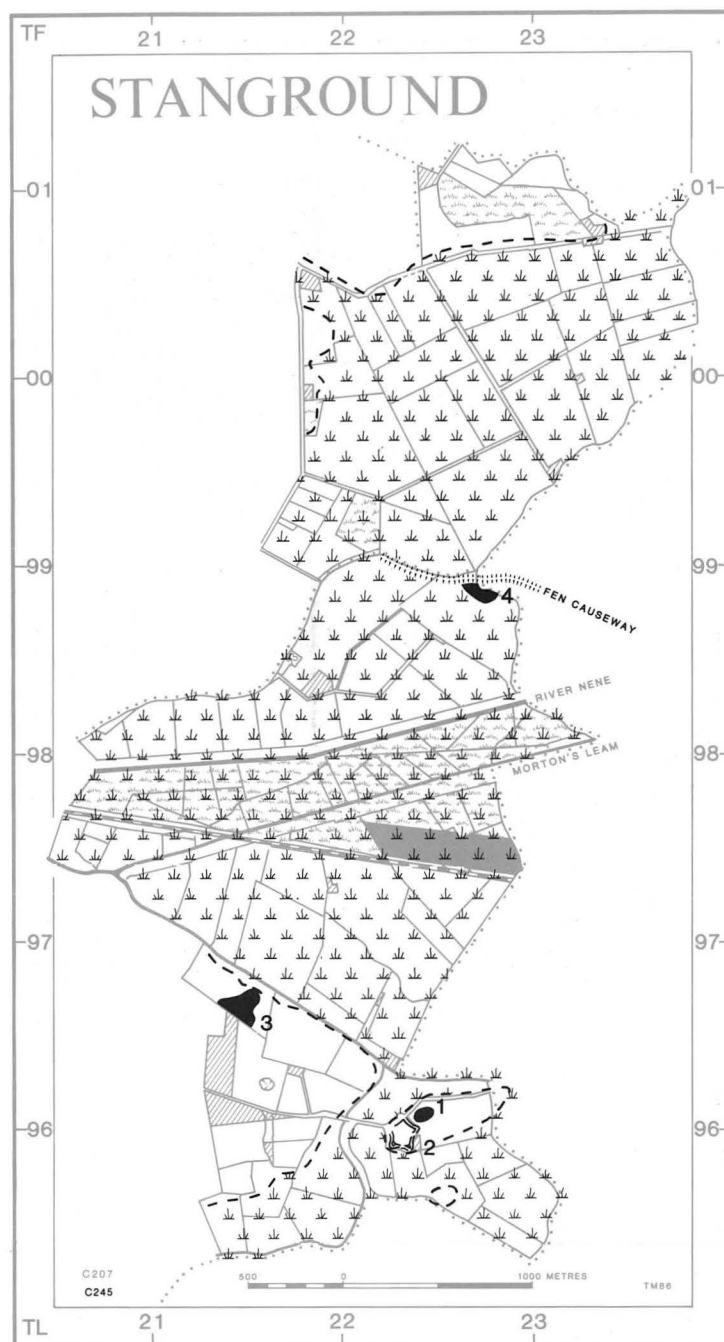 TF
21 22 23
STANGROUND
01 01
00 00
99 99
4
FEN CAUSEWAY
RIVER NENE
98 98
MORTON'S LEAM
97 97
3
1
96 96
2
C207
C245
500 0 1000 METRES
TM86
TL
21 22 23